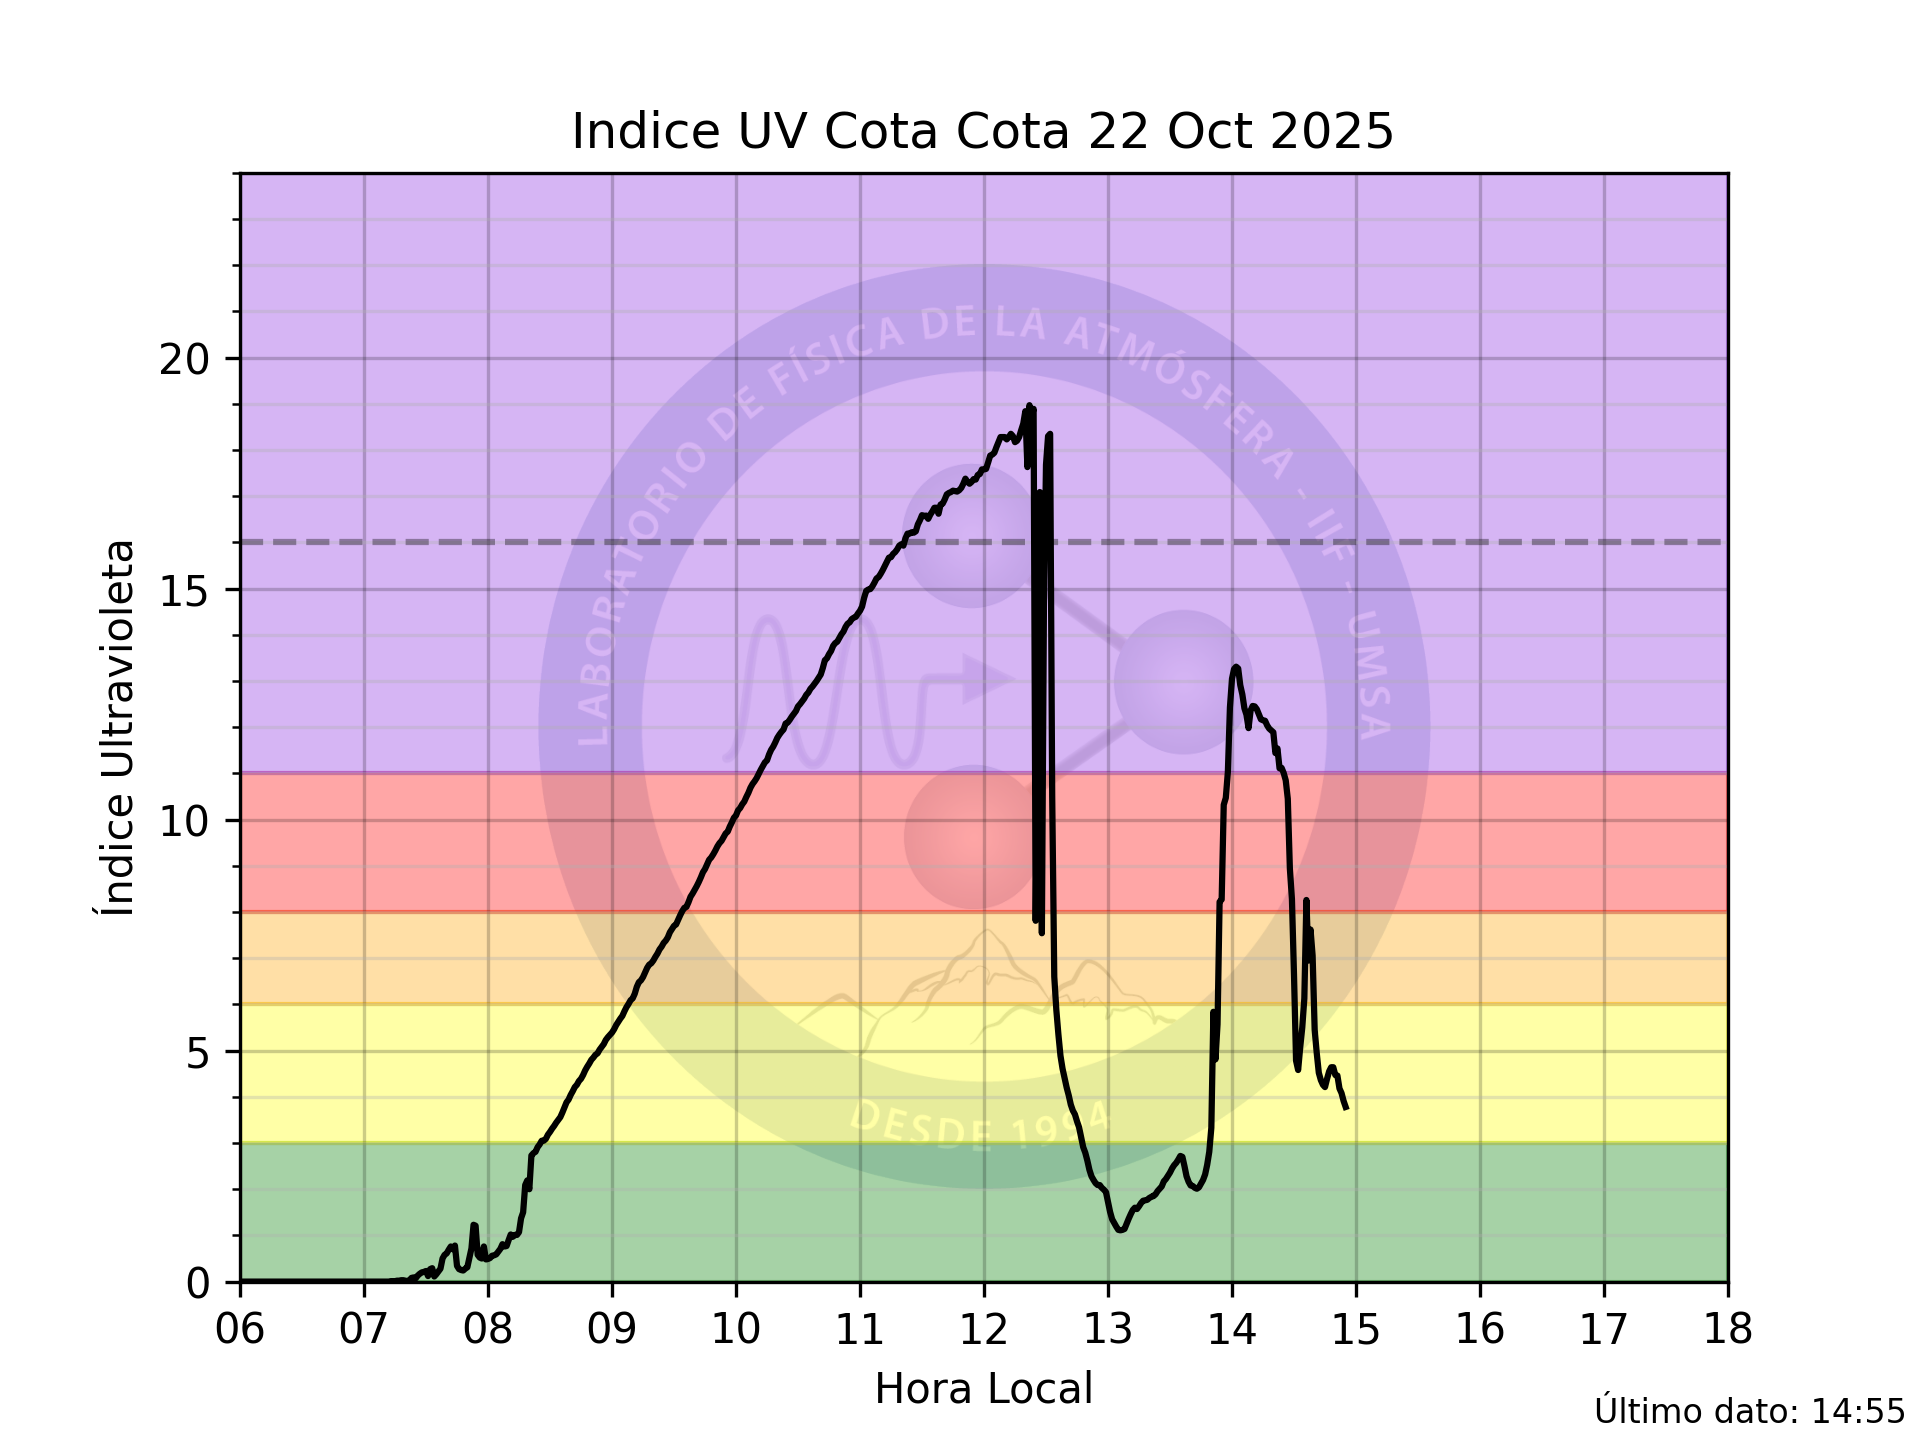 Indice UV Cota Cota 22 Oct 2025
Índice Ultravioleta
20
15
10
5
0
LABORATORIO DE FÍSICA DE LA ATMÓSFERA - IIF - UMSA
DESDE 1994
06 07 08 09 10 11 12 13 14 15 16 17 18
Hora Local
Último dato: 14:55